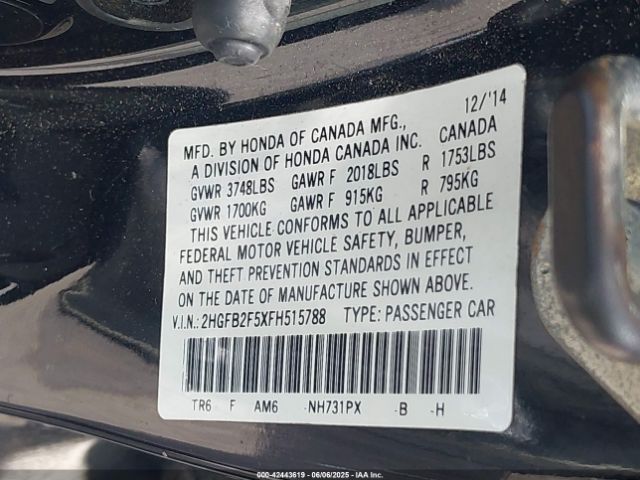 12/'14
MFD. BY HONDA OF CANADA MFG.,
A DIVISION OF HONDA CANADA INC. CANADA
GVWR 3748LBS GAWR F 2018LBS R 1753LBS
GVWR 1700KG GAWR F 915KG R 795KG
THIS VEHICLE CONFORMS TO ALL APPLICABLE
FEDERAL MOTOR VEHICLE SAFETY, BUMPER,
AND THEFT PREVENTION STANDARDS IN EFFECT
ON THE DATE OF MANUFACTURE SHOWN ABOVE.
V.I.N.: 2HGFB2F5XFH515788 TYPE: PASSENGER CAR
TR6 F AM6 -NH731PX -B -H
000-42443619 | 06/06/2025 | IAA Inc.